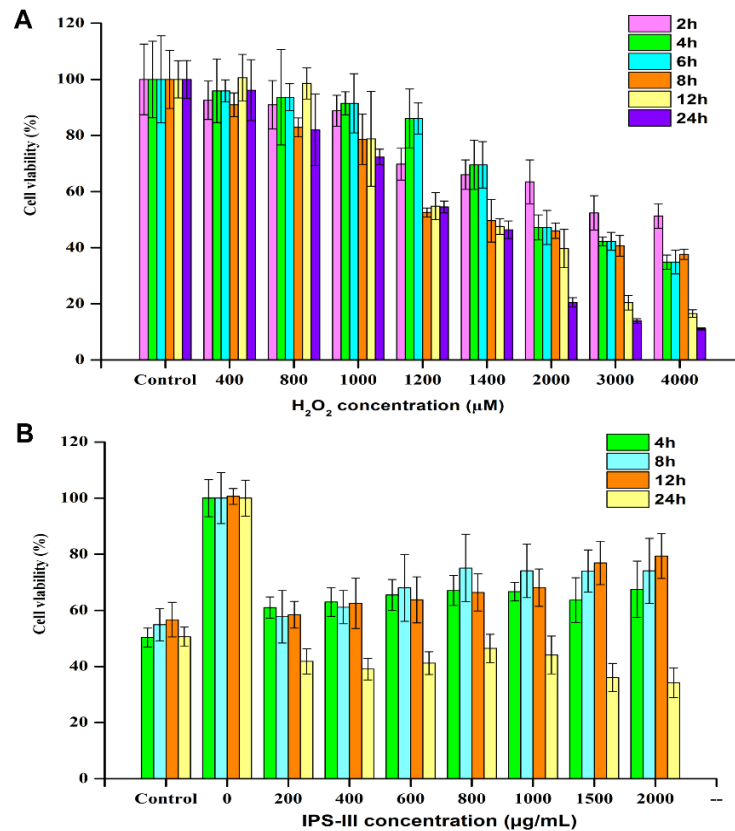 A
120
100
80
60
40
20
0
Cell vlability (%)
2h
4h
6h
8h
12h
24h
Control 400 800 1000 1200 1400 2000 3000 4000
H₂O₂ concentration (μM)
B
120
100
80
60
40
20
0
Cell viability (%)
4h
8h
12h
24h
Control 0 200 400 600 800 1000 1500 2000 --
IPS-III concentration (μg/mL)